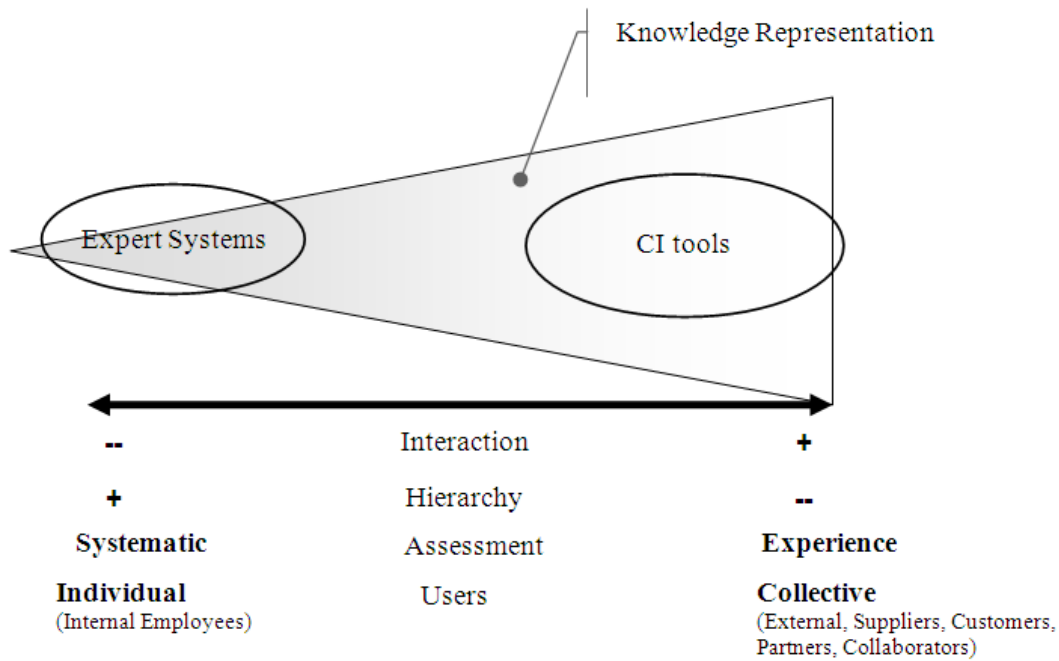 Knowledge Representation
Expert Systems
CI tools
-- Interaction +
+ Hierarchy --
Systematic Assessment Experience
Individual Users Collective
(Internal Employees) (External, Suppliers, Customers,
Partners, Collaborators)